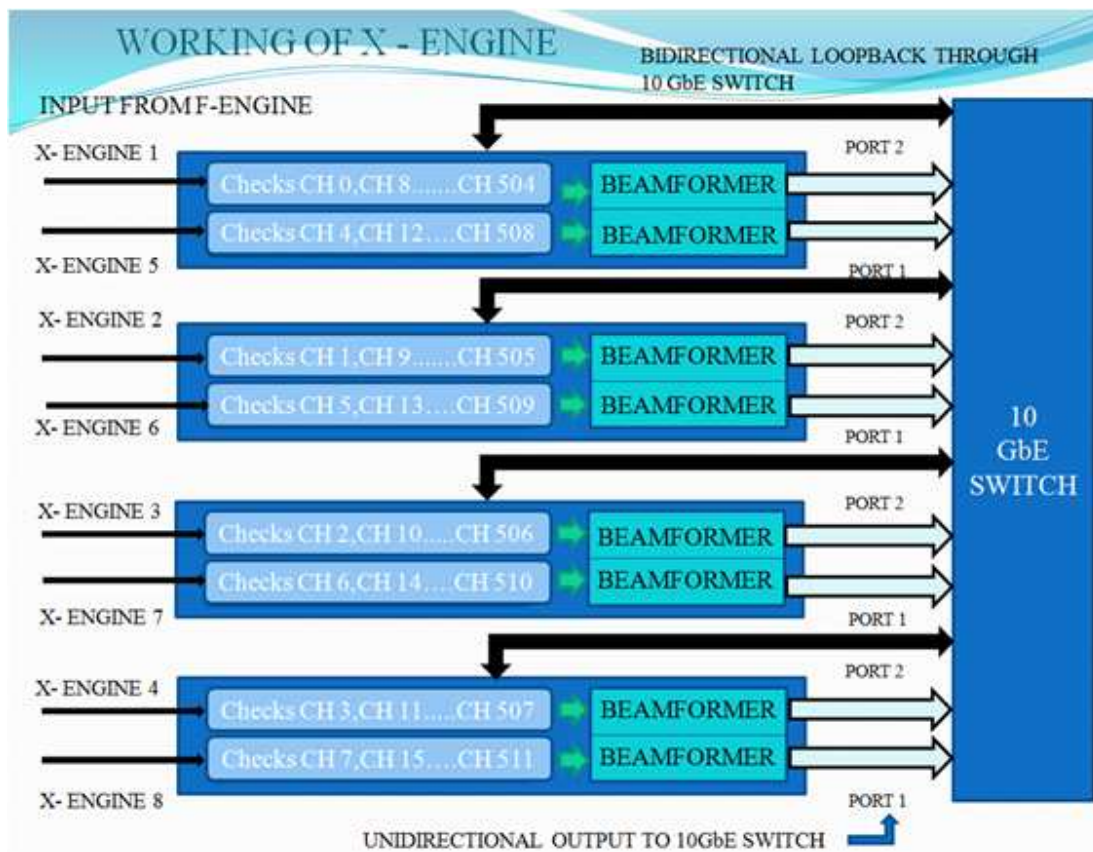 WORKING OF X - ENGINE
BIDIRECTIONAL LOOPBACK THROUGH
10 GbE SWITCH
INPUT FROM F-ENGINE
X- ENGINE 1
PORT 2
Checks CH 0,CH 8.......CH 504
BEAMFORMER
Checks CH 4,CH 12....CH 508
BEAMFORMER
X- ENGINE 5
PORT 1
X- ENGINE 2
PORT 2
Checks CH 1,CH 9.......CH 505
BEAMFORMER
Checks CH 5,CH 13....CH 509
BEAMFORMER
X- ENGINE 6
PORT 1
10
GbE
SWITCH
X- ENGINE 3
PORT 2
Checks CH 2,CH 10.....CH 506
BEAMFORMER
Checks CH 6,CH 14....CH 510
BEAMFORMER
X- ENGINE 7
PORT 1
X- ENGINE 4
PORT 2
Checks CH 3,CH 11.....CH 507
BEAMFORMER
Checks CH 7,CH 15....CH 511
BEAMFORMER
X- ENGINE 8
PORT 1
UNIDIRECTIONAL OUTPUT TO 10GbE SWITCH